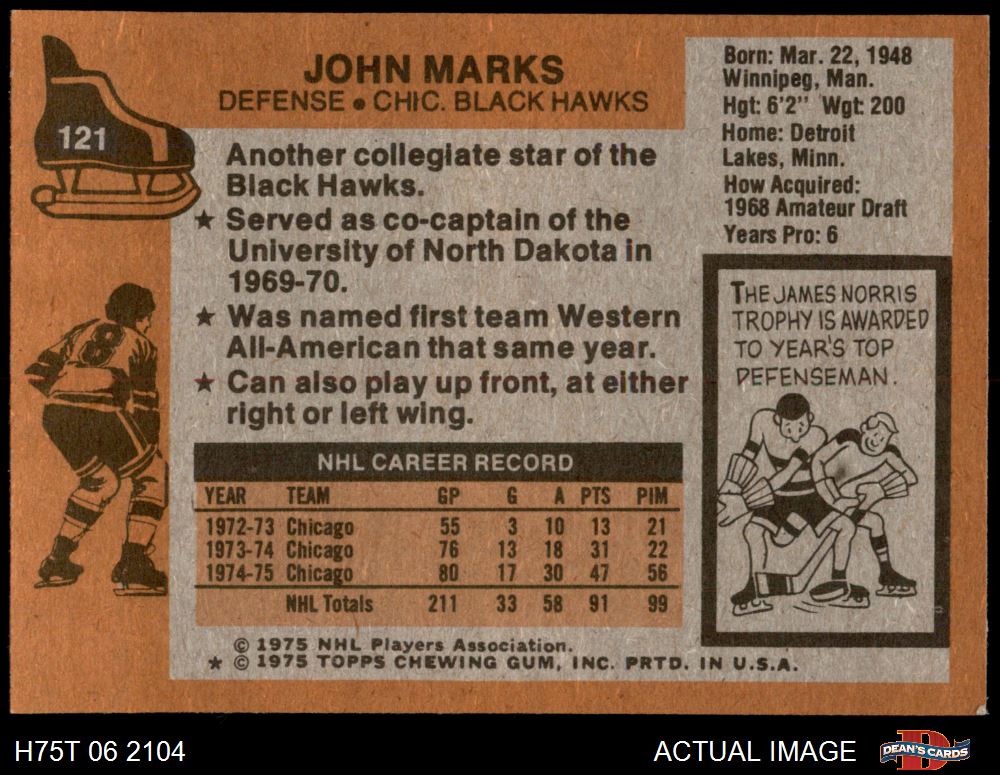 JOHN MARKS
DEFENSE • CHIC. BLACK HAWKS
121
Another collegiate star of the
Black Hawks.
★ Served as co-captain of the
University of North Dakota in
1969-70.
★ Was named first team Western
All-American that same year.
★ Can also play up front, at either
right or left wing.
Born: Mar. 22, 1948
Winnipeg, Man.
Hgt: 6'2" Wgt: 200
Home: Detroit
Lakes, Minn.
How Acquired:
1968 Amateur Draft
Years Pro: 6
THE JAMES NORRIS
TROPHY IS AWARDED
TO YEAR'S TOP
DEFENSEMAN.
8
NHL CAREER RECORD
YEAR TEAM GP G A PTS PIM
1972-73 Chicago 55 3 10 13 21
1973-74 Chicago 76 13 18 31 22
1974-75 Chicago 80 17 30 47 56
NHL Totals 211 33 58 91 99
© 1975 NHL Players Association.
★ © 1975 TOPPS CHEWING GUM, INC. PRTD. IN U.S.A.
H75T 06 2104
ACTUAL IMAGE
D
DEAN'S CARDS